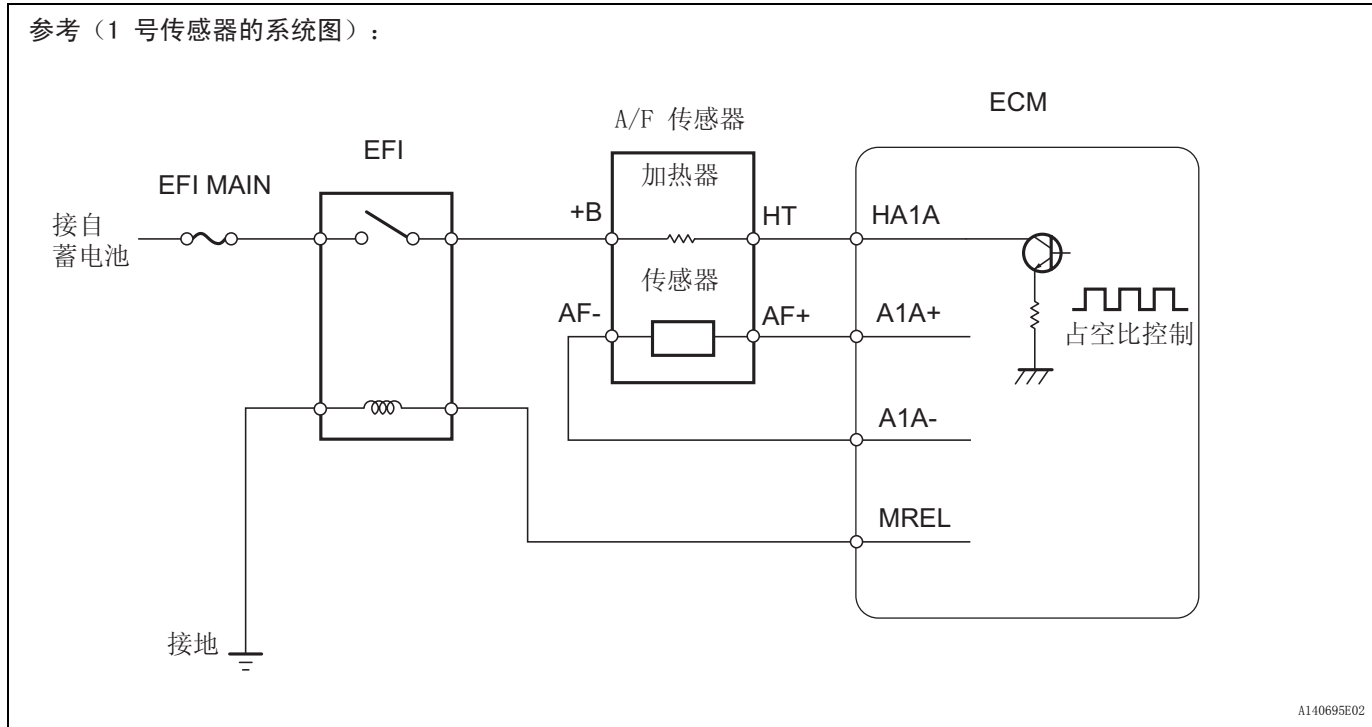 参考（1 号传感器的系统图）：
ECM
A/F 传感器
EFI
加热器
EFI MAIN
+B
HT
HA1A
接自
蓄电池
传感器
AF-
AF+
A1A+
占空比控制
A1A-
MREL
接地
A140695E02